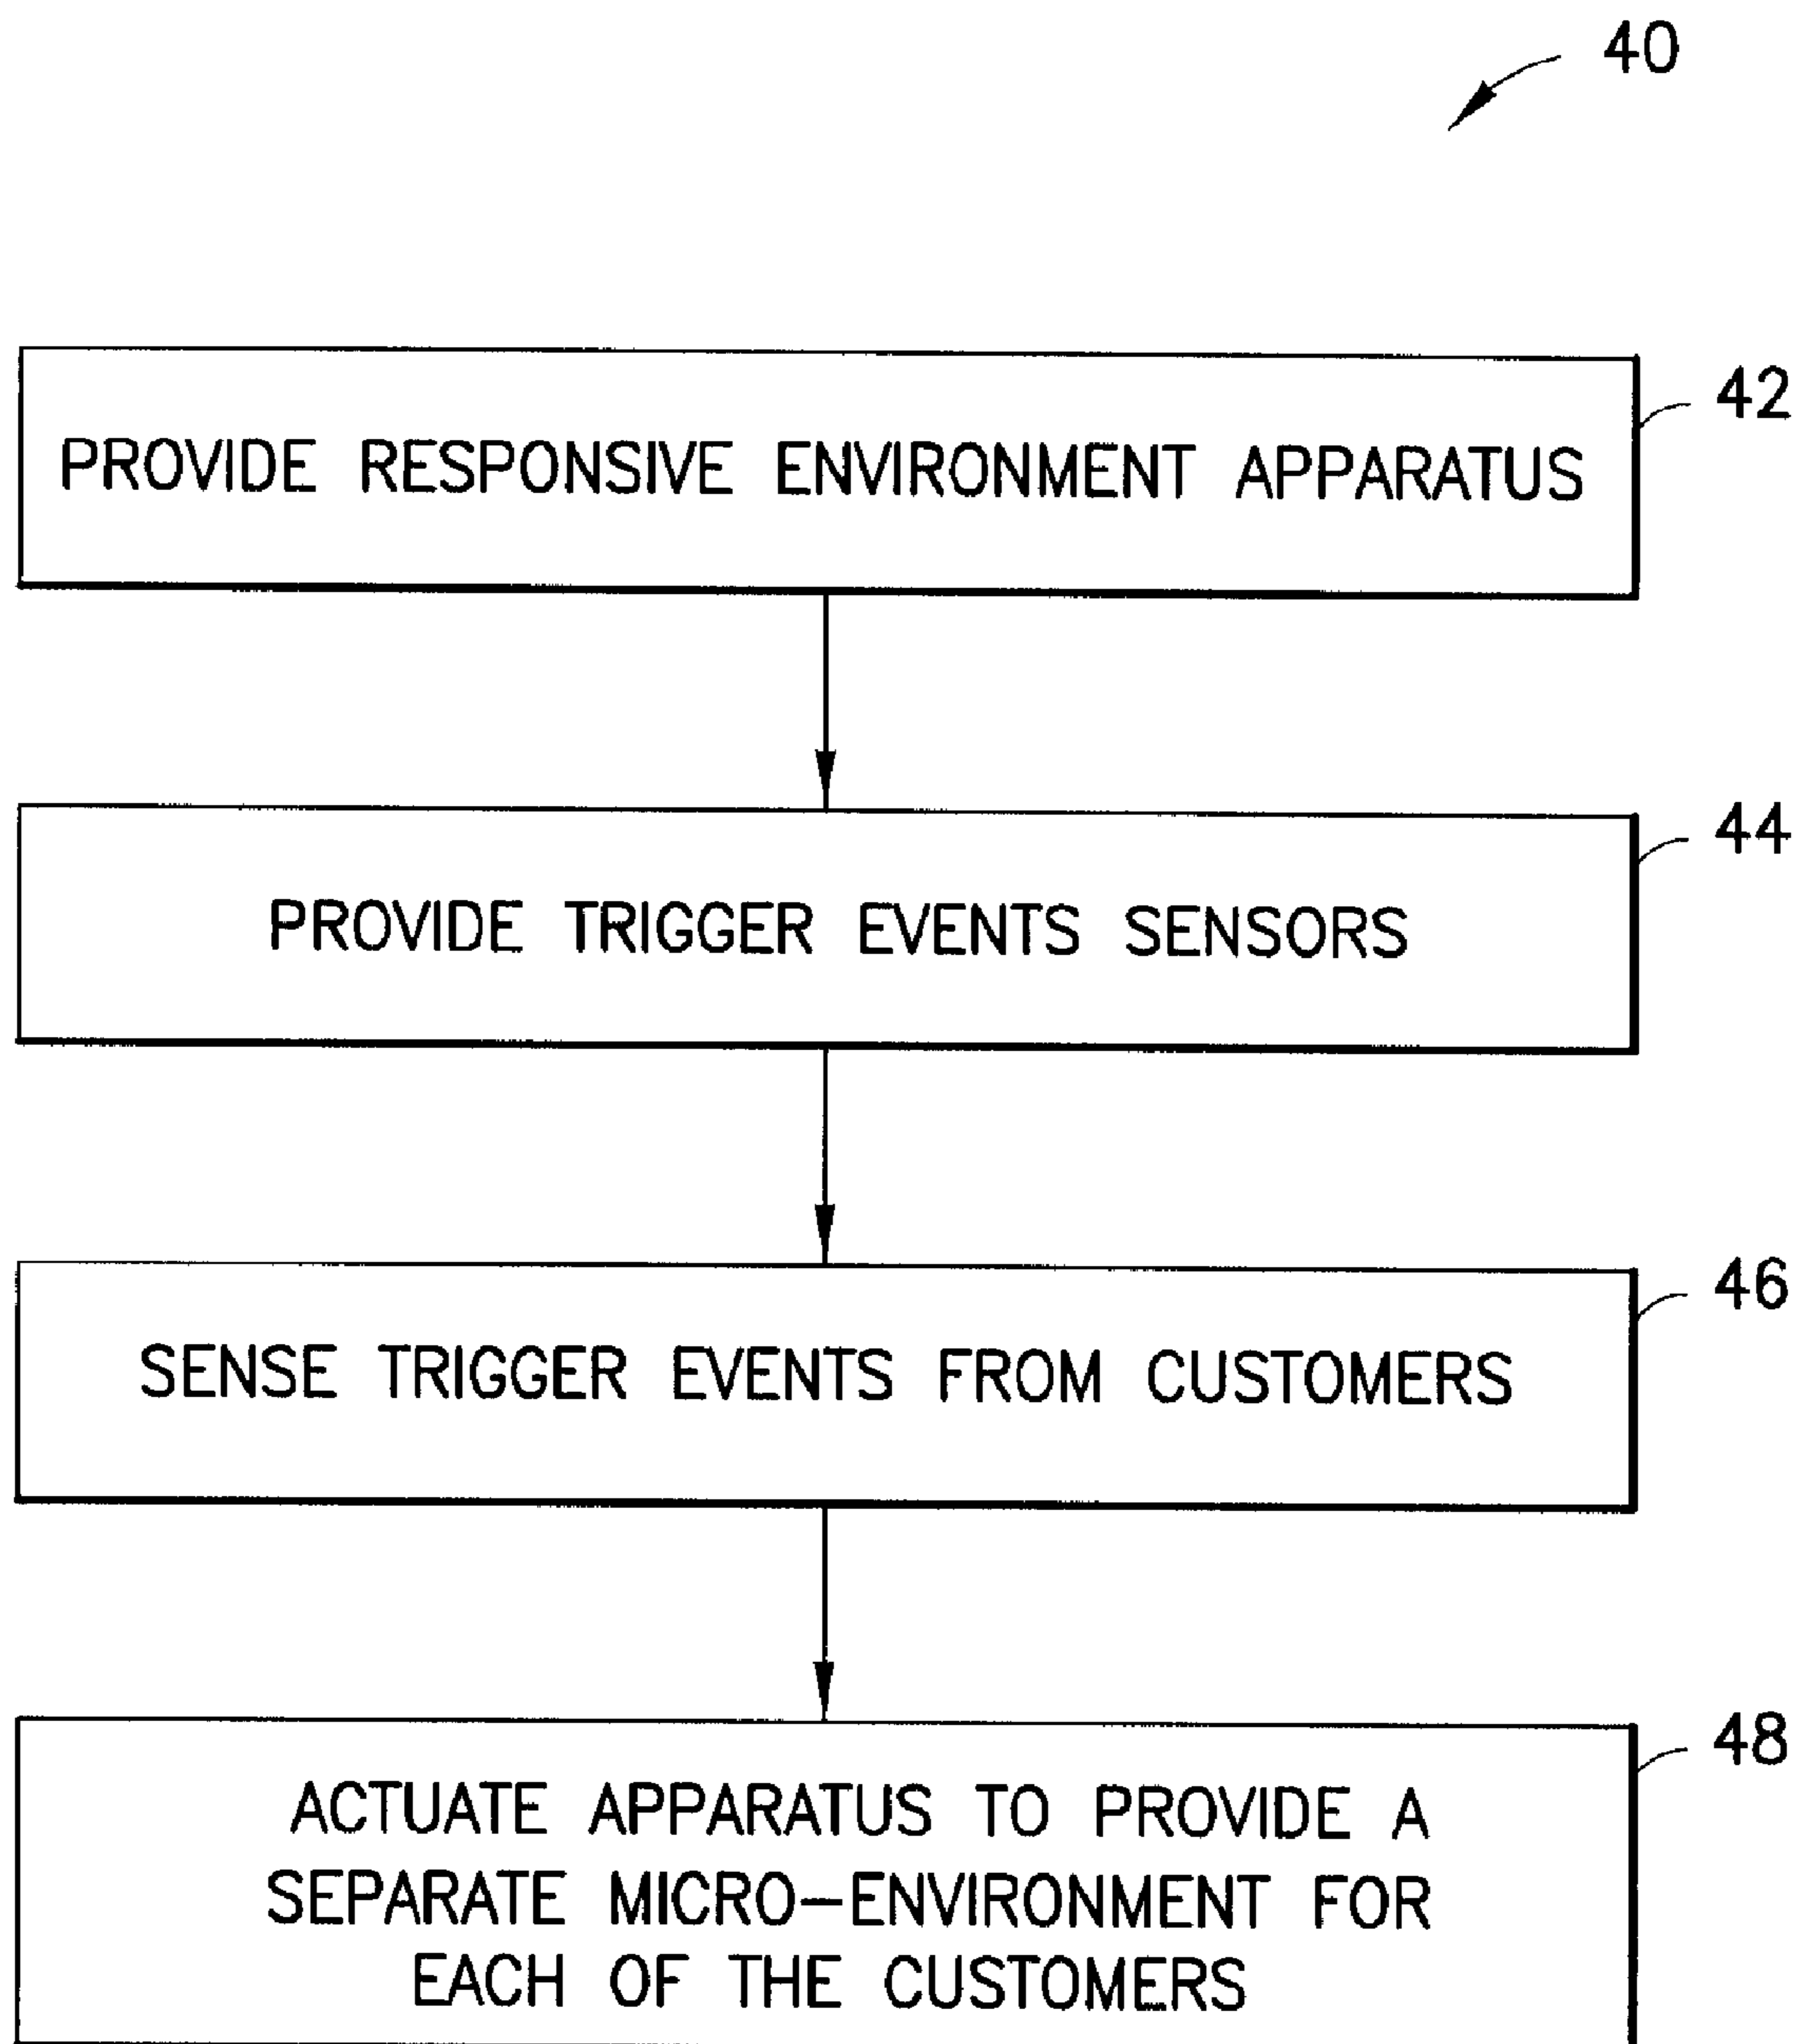 40
PROVIDE RESPONSIVE ENVIRONMENT APPARATUS
42
PROVIDE TRIGGER EVENTS SENSORS
44
SENSE TRIGGER EVENTS FROM CUSTOMERS
46
ACTUATE APPARATUS TO PROVIDE A
SEPARATE MICRO-ENVIRONMENT FOR
EACH OF THE CUSTOMERS
48